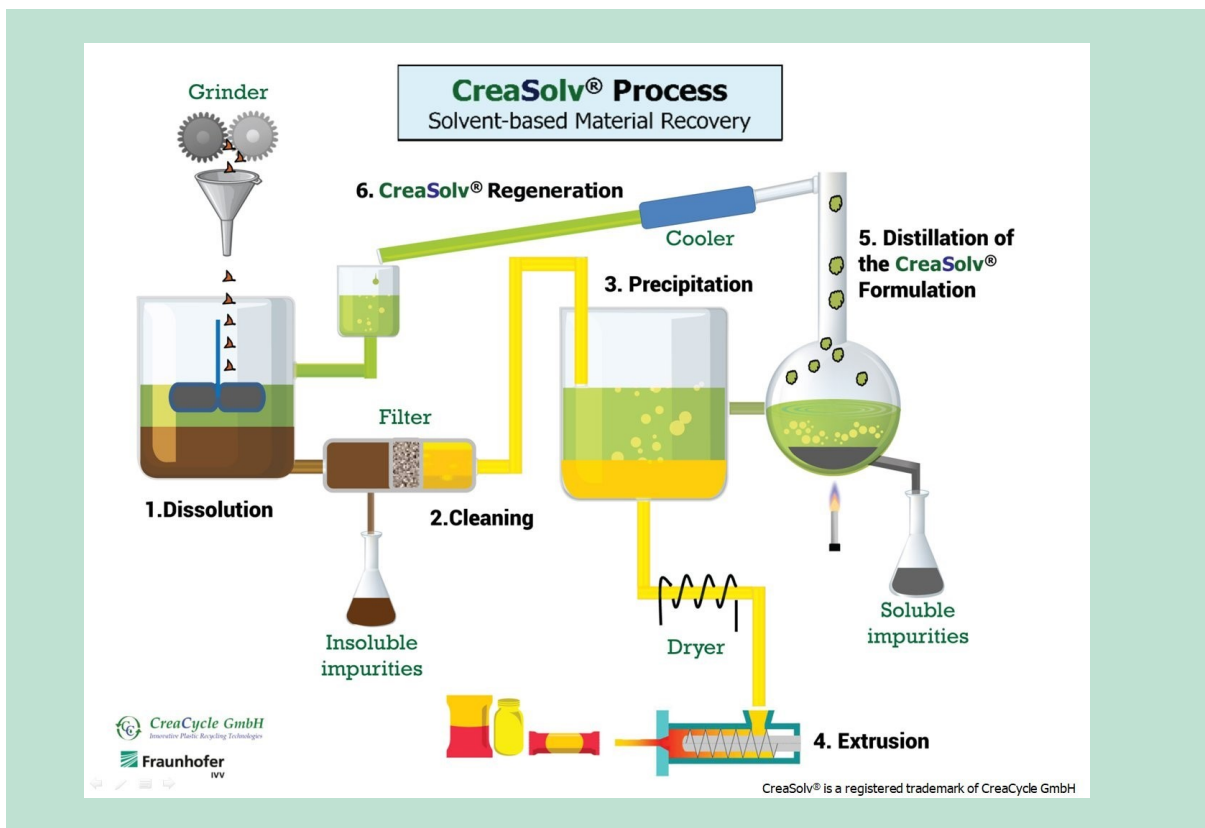 Grinder
CreaSolv® Process
Solvent-based Material Recovery
6. CreaSolv® Regeneration
Cooler
5. Distillation of
the CreaSolv®
Formulation
3. Precipitation
Filter
1.Dissolution
2.Cleaning
Insoluble
impurities
Dryer
Soluble
impurities
4. Extrusion
CC
CreaCycle GmbH
Innovative Plastic Recycling Technologies
Fraunhofer
IVV
CreaSolv® is a registered trademark of CreaCycle GmbH